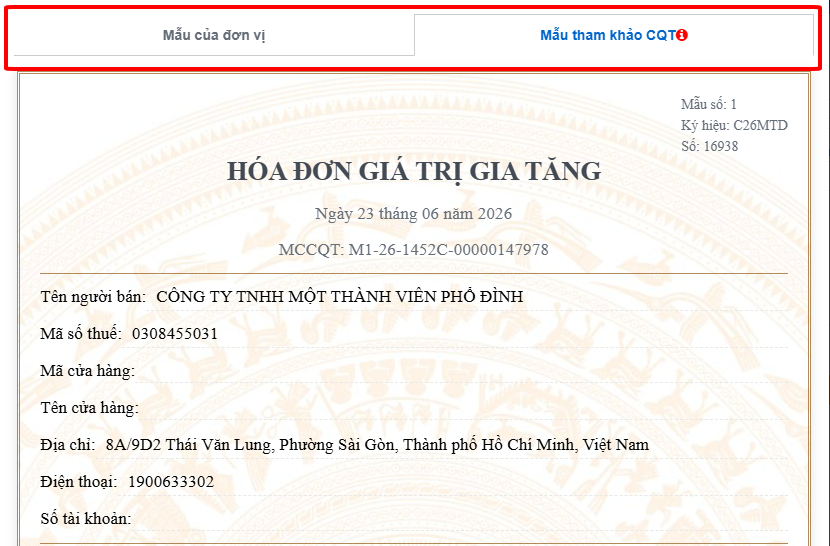 Mẫu của đơn vị
Mẫu tham khảo CQT
Mẫu số: 1
Ký hiệu: C26MTD
Số: 16938
HÓA ĐƠN GIÁ TRỊ GIA TĂNG
Ngày 23 tháng 06 năm 2026
MCCQT: M1-26-1452C-00000147978
Tên người bán: CÔNG TY TNHH MỘT THÀNH VIÊN PHỐ ĐÌNH
Mã số thuế: 0308455031
Mã cửa hàng:
Tên cửa hàng:
Địa chỉ: 8A/9D2 Thái Văn Lung, Phường Sài Gòn, Thành phố Hồ Chí Minh, Việt Nam
Điện thoại: 1900633302
Số tài khoản: